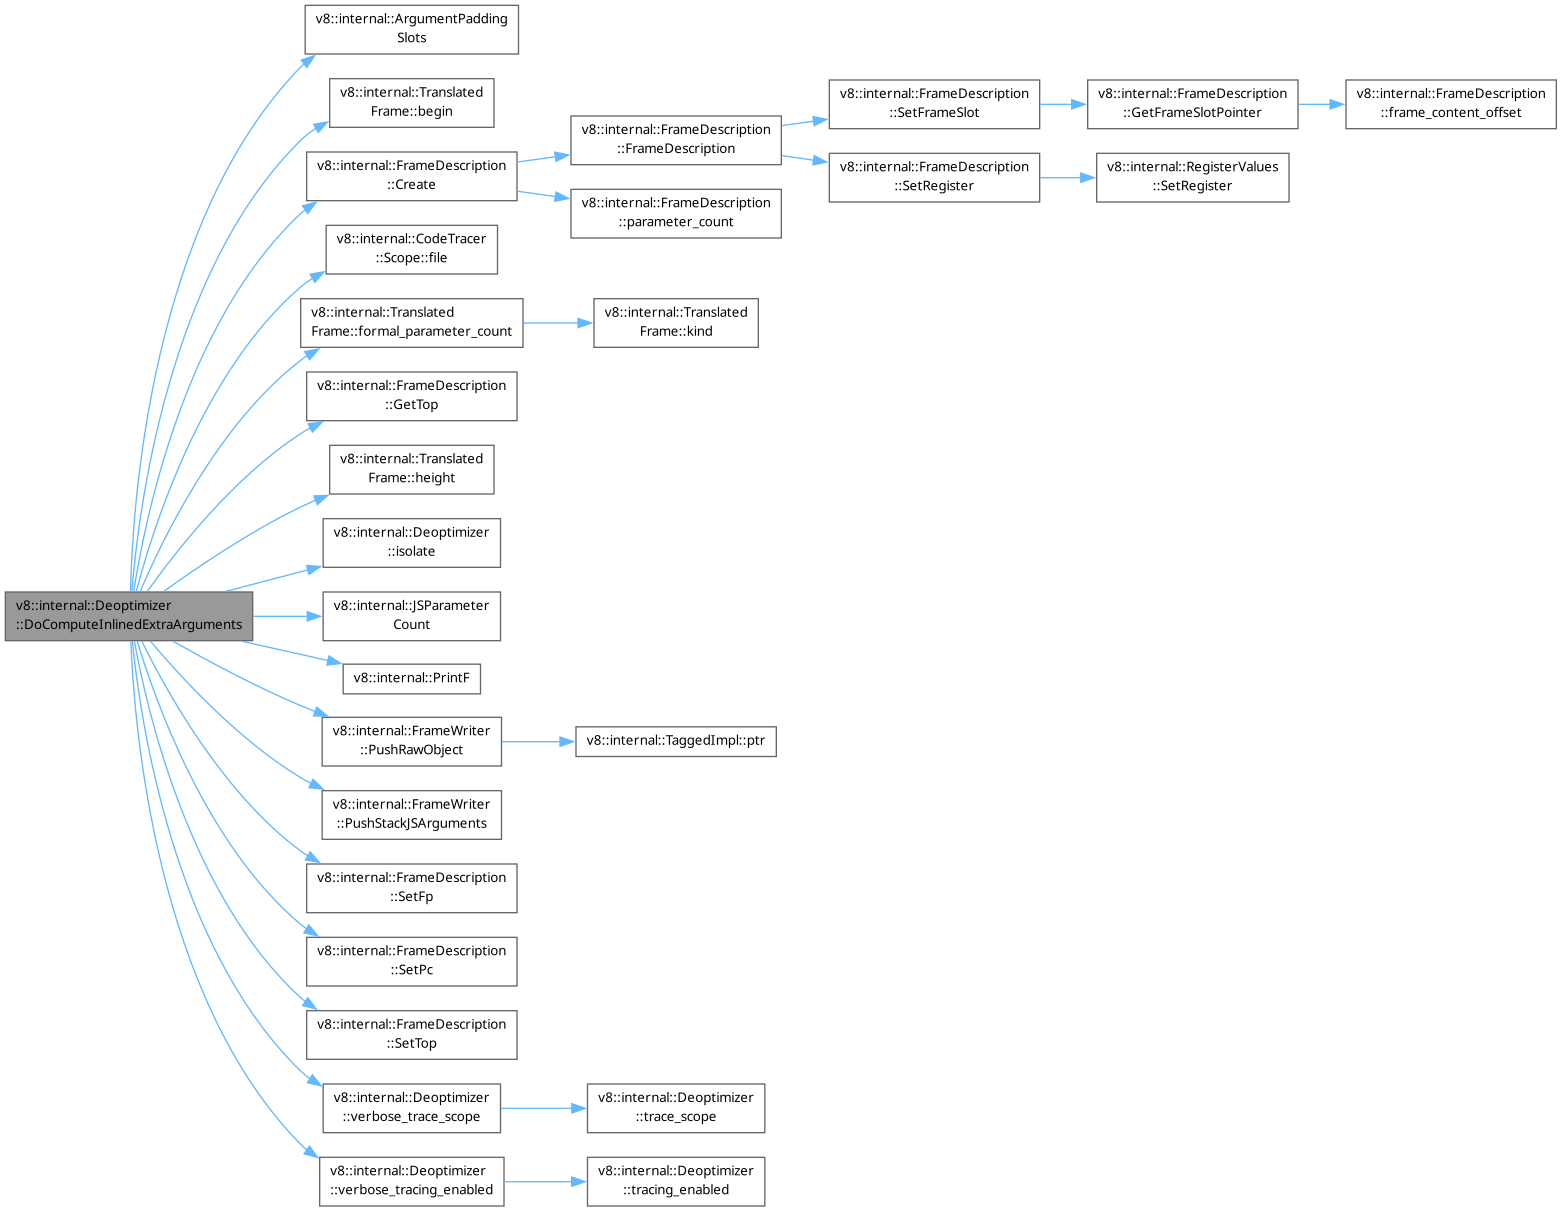 v8::internal::ArgumentPadding
Slots
v8::internal::Translated
Frame::begin
v8::internal::FrameDescription
::Create
v8::internal::FrameDescription
::FrameDescription
v8::internal::FrameDescription
::SetFrameSlot
v8::internal::FrameDescription
::GetFrameSlotPointer
v8::internal::FrameDescription
::frame_content_offset
v8::internal::FrameDescription
::SetRegister
v8::internal::RegisterValues
::SetRegister
v8::internal::FrameDescription
::parameter_count
v8::internal::CodeTracer
::Scope::file
v8::internal::Translated
Frame::formal_parameter_count
v8::internal::Translated
Frame::kind
v8::internal::FrameDescription
::GetTop
v8::internal::Translated
Frame::height
v8::internal::Deoptimizer
::isolate
v8::internal::Deoptimizer
::DoComputeInlinedExtraArguments
v8::internal::JSParameter
Count
v8::internal::PrintF
v8::internal::FrameWriter
::PushRawObject
v8::internal::TaggedImpl::ptr
v8::internal::FrameWriter
::PushStackJSArguments
v8::internal::FrameDescription
::SetFp
v8::internal::FrameDescription
::SetPc
v8::internal::FrameDescription
::SetTop
v8::internal::Deoptimizer
::verbose_trace_scope
v8::internal::Deoptimizer
::trace_scope
v8::internal::Deoptimizer
::verbose_tracing_enabled
v8::internal::Deoptimizer
::tracing_enabled